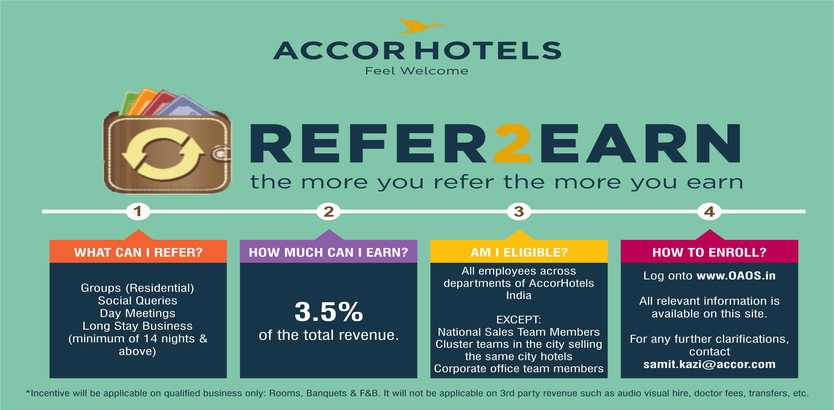 ACCOR HOTELS
Feel Welcome
REFER2EARN
the more you refer the more you earn
1
2
3
4
WHAT CAN I REFER?
Groups (Residential)
Social Queries
Day Meetings
Long Stay Business
(minimum of 14 nights &
above)
HOW MUCH CAN I EARN?
3.5%
of the total revenue.
AM I ELIGIBLE?
All employees across
departments of AccorHotels
India
EXCEPT:
National Sales Team Members
Cluster teams in the city selling
the same city hotels
Corporate office team members
HOW TO ENROLL?
Log onto www.OAOS.in
All relevant information is
available on this site.
For any further clarifications,
contact
samit.kazi@accor.com
*Incentive will be applicable on qualified business only: Rooms, Banquets & F&B. It will not be applicable on 3rd party revenue such as audio visual hire, doctor fees, transfers, etc.